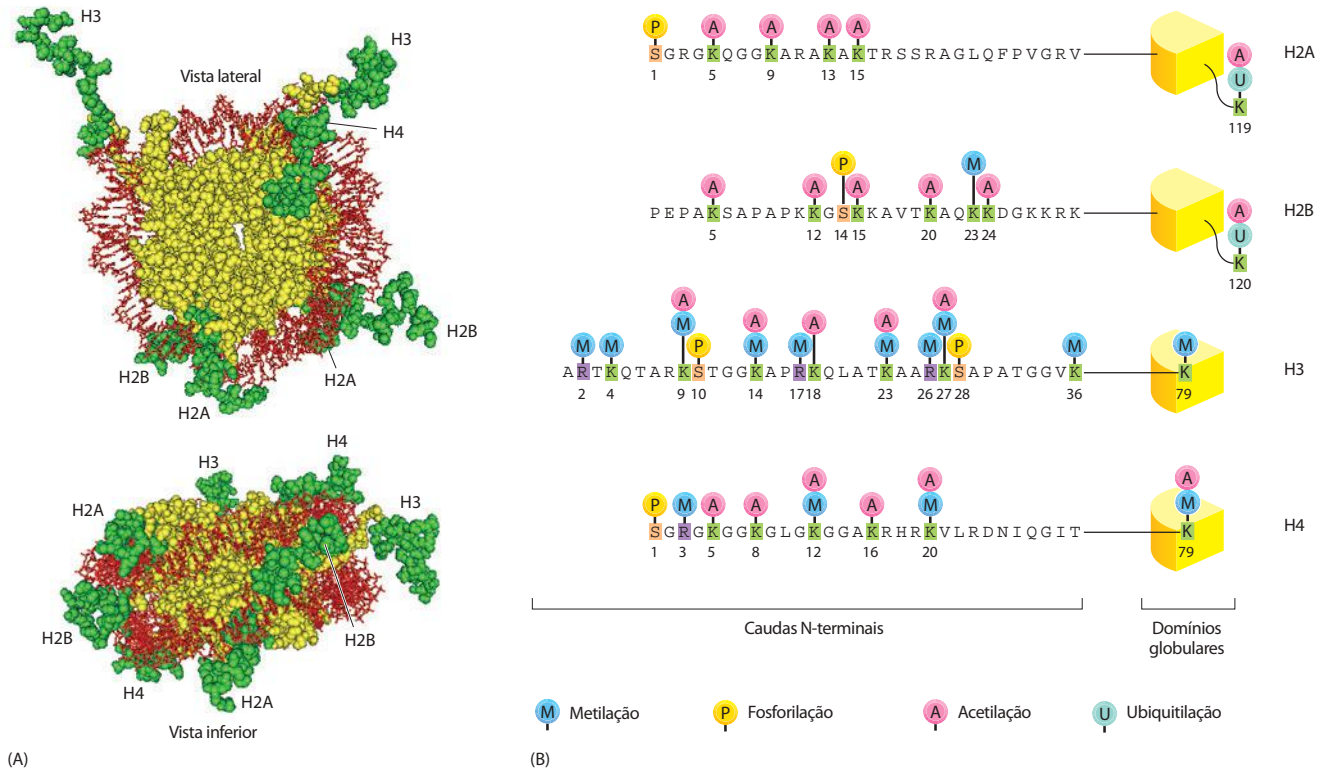 H3
H3
Vista lateral
H4
H2B
H2B
H2A
H2A
H4
H3
H2A
H3
H2B
H2B
H4
H2A
Vista inferior
(A)
P A A A A
S G R G K Q G G K A R A K A K T R S S R A G L Q F P V G R V
1 5 9 13 15
A
U
K
119
H2A
P M
A A A A A
P E P A K S A P A P K K G S K K A V T K A Q K K D G K K R K
5 12 14 15 20 23 24
A
U
K
120
H2B
A A
A A A
M M M P M M M M M M P M
A R T K Q T A R K S T G G K A P R K Q L A T K A A R K S A P A T G G V K
2 4 9 10 14 17 18 23 26 27 28 36
M
K
79
H3
A A
P M A A M A M
S G R G K G G K G L G K G G A K R H R K V L R D N I Q G I T
1 3 5 8 12 16 20
A
M
K
79
H4
Caudas N-terminais
Domínios
globulares
M Metilação P Fosforilação A Acetilação U Ubiquitilação
(B)